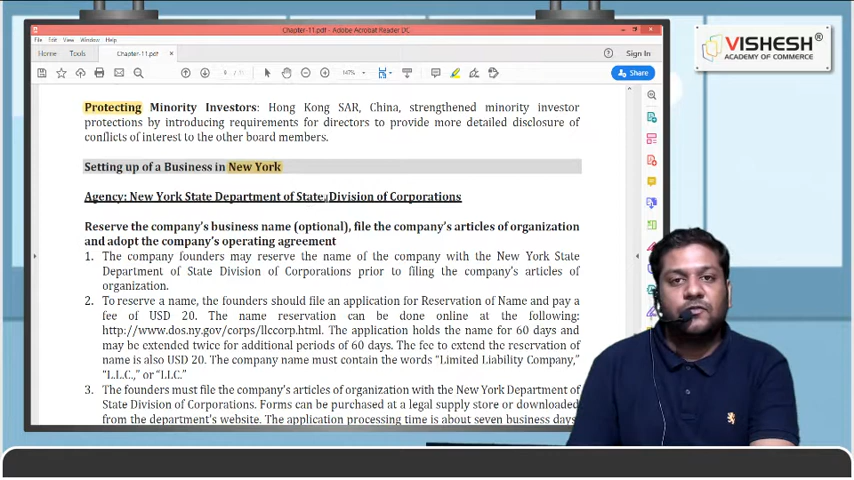 Chapter-11.pdf - Adobe Acrobat Reader DC
File Edit View Window Help
Home Tools Chapter-11.pdf × Sign In
147% Share
VISHESH®
ACADEMY OF COMMERCE
Protecting Minority Investors: Hong Kong SAR, China, strengthened minority investor
protections by introducing requirements for directors to provide more detailed disclosure of
conflicts of interest to the other board members.
Setting up of a Business in New York
Agency: New York State Department of State, Division of Corporations
Reserve the company's business name (optional), file the company's articles of organization
and adopt the company's operating agreement
1. The company founders may reserve the name of the company with the New York State
Department of State Division of Corporations prior to filing the company's articles of
organization.
2. To reserve a name, the founders should file an application for Reservation of Name and pay a
fee of USD 20. The name reservation can be done online at the following:
http://www.dos.ny.gov/corps/llccorp.html. The application holds the name for 60 days and
may be extended twice for additional periods of 60 days. The fee to extend the reservation of
name is also USD 20. The company name must contain the words "Limited Liability Company,"
"L.L.C.," or "LLC."
3. The founders must file the company's articles of organization with the New York Department of
State Division of Corporations. Forms can be purchased at a legal supply store or downloaded
from the department's website. The application processing time is about seven business days